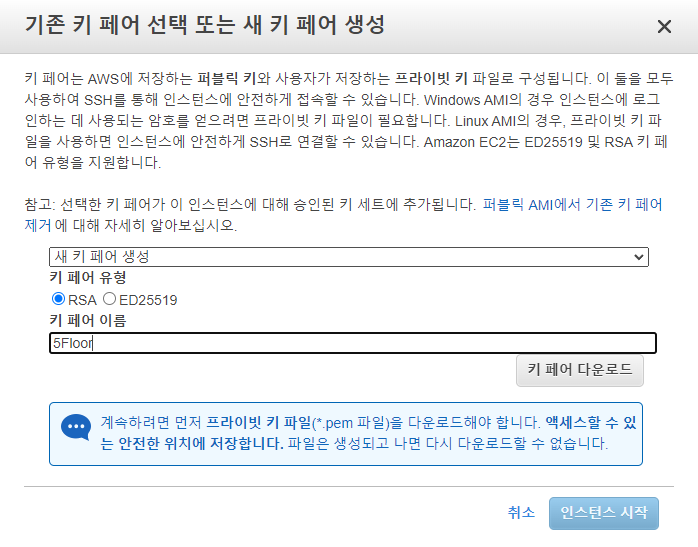 기존 키 페어 선택 또는 새 키 페어 생성
키 페어는 AWS에 저장하는 퍼블릭 키와 사용자가 저장하는 프라이빗 키 파일로 구성됩니다. 이 둘을 모두
사용하여 SSH를 통해 인스턴스에 안전하게 접속할 수 있습니다. Windows AMI의 경우 인스턴스에 로그
인하는 데 사용되는 암호를 얻으려면 프라이빗 키 파일이 필요합니다. Linux AMI의 경우, 프라이빗 키 파
일을 사용하면 인스턴스에 안전하게 SSH로 연결할 수 있습니다. Amazon EC2는 ED25519 및 RSA 키 페
어 유형을 지원합니다.
참고: 선택한 키 페어가 이 인스턴스에 대해 승인된 키 세트에 추가됩니다. 퍼블릭 AMI에서 기존 키 페어
제거 에 대해 자세히 알아보십시오.
새 키 페어 생성
키 페어 유형
RSA ED25519
키 페어 이름
5Floor
키 페어 다운로드
계속하려면 먼저 프라이빗 키 파일(*.pem 파일)을 다운로드해야 합니다. 액세스할 수 있
는 안전한 위치에 저장합니다. 파일은 생성되고 나면 다시 다운로드할 수 없습니다.
취소 인스턴스 시작